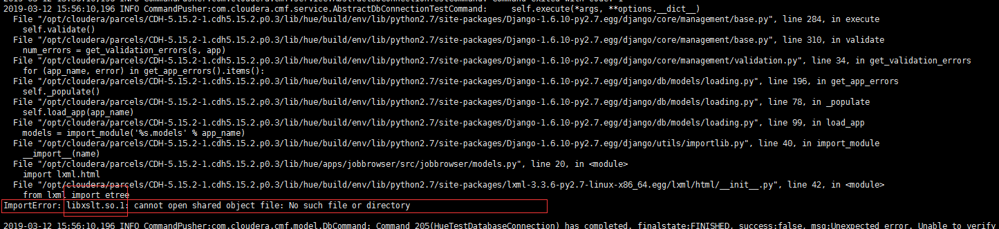 2019-03-12 15:56:10,196 INFO CommandPusher:com.cloudera.cmf.service.AbstractDbConnectionTestCommand: Command exited with code: 1
2019-03-12 15:56:10,196 INFO CommandPusher:com.cloudera.cmf.service.AbstractDbConnectionTestCommand:     self.execute(*args, **options.__dict__)
  File "/opt/cloudera/parcels/CDH-5.15.2-1.cdh5.15.2.p0.3/lib/hue/build/env/lib/python2.7/site-packages/Django-1.6.10-py2.7.egg/django/core/management/base.py", line 284, in execute
    self.validate()
  File "/opt/cloudera/parcels/CDH-5.15.2-1.cdh5.15.2.p0.3/lib/hue/build/env/lib/python2.7/site-packages/Django-1.6.10-py2.7.egg/django/core/management/base.py", line 310, in validate
    num_errors = get_validation_errors(s, app)
  File "/opt/cloudera/parcels/CDH-5.15.2-1.cdh5.15.2.p0.3/lib/hue/build/env/lib/python2.7/site-packages/Django-1.6.10-py2.7.egg/django/core/management/validation.py", line 34, in get_validation_errors
    for (app_name, error) in get_app_errors().items():
  File "/opt/cloudera/parcels/CDH-5.15.2-1.cdh5.15.2.p0.3/lib/hue/build/env/lib/python2.7/site-packages/Django-1.6.10-py2.7.egg/django/db/models/loading.py", line 196, in get_app_errors
    self._populate()
  File "/opt/cloudera/parcels/CDH-5.15.2-1.cdh5.15.2.p0.3/lib/hue/build/env/lib/python2.7/site-packages/Django-1.6.10-py2.7.egg/django/db/models/loading.py", line 78, in _populate
    self.load_app(app_name)
  File "/opt/cloudera/parcels/CDH-5.15.2-1.cdh5.15.2.p0.3/lib/hue/build/env/lib/python2.7/site-packages/Django-1.6.10-py2.7.egg/django/db/models/loading.py", line 99, in load_app
    models = import_module('%s.models' % app_name)
  File "/opt/cloudera/parcels/CDH-5.15.2-1.cdh5.15.2.p0.3/lib/hue/build/env/lib/python2.7/site-packages/Django-1.6.10-py2.7.egg/django/utils/importlib.py", line 40, in import_module
    __import__(name)
  File "/opt/cloudera/parcels/CDH-5.15.2-1.cdh5.15.2.p0.3/lib/hue/apps/jobbrowser/src/jobbrowser/models.py", line 20, in <module>
    import lxml.html
  File "/opt/cloudera/parcels/CDH-5.15.2-1.cdh5.15.2.p0.3/lib/hue/build/env/lib/python2.7/site-packages/lxml-3.3.6-py2.7-linux-x86_64.egg/lxml/html/__init__.py", line 42, in <module>
    from lxml import etree
ImportError: libxslt.so.1: cannot open shared object file: No such file or directory
2019-03-12 15:56:10,196 INFO CommandPusher:com.cloudera.cmf.model.DbCommand: Command 205(HueTestDatabaseConnection) has completed. finalstate:FINISHED, success:false, msg:Unexpected error. Unable to verify